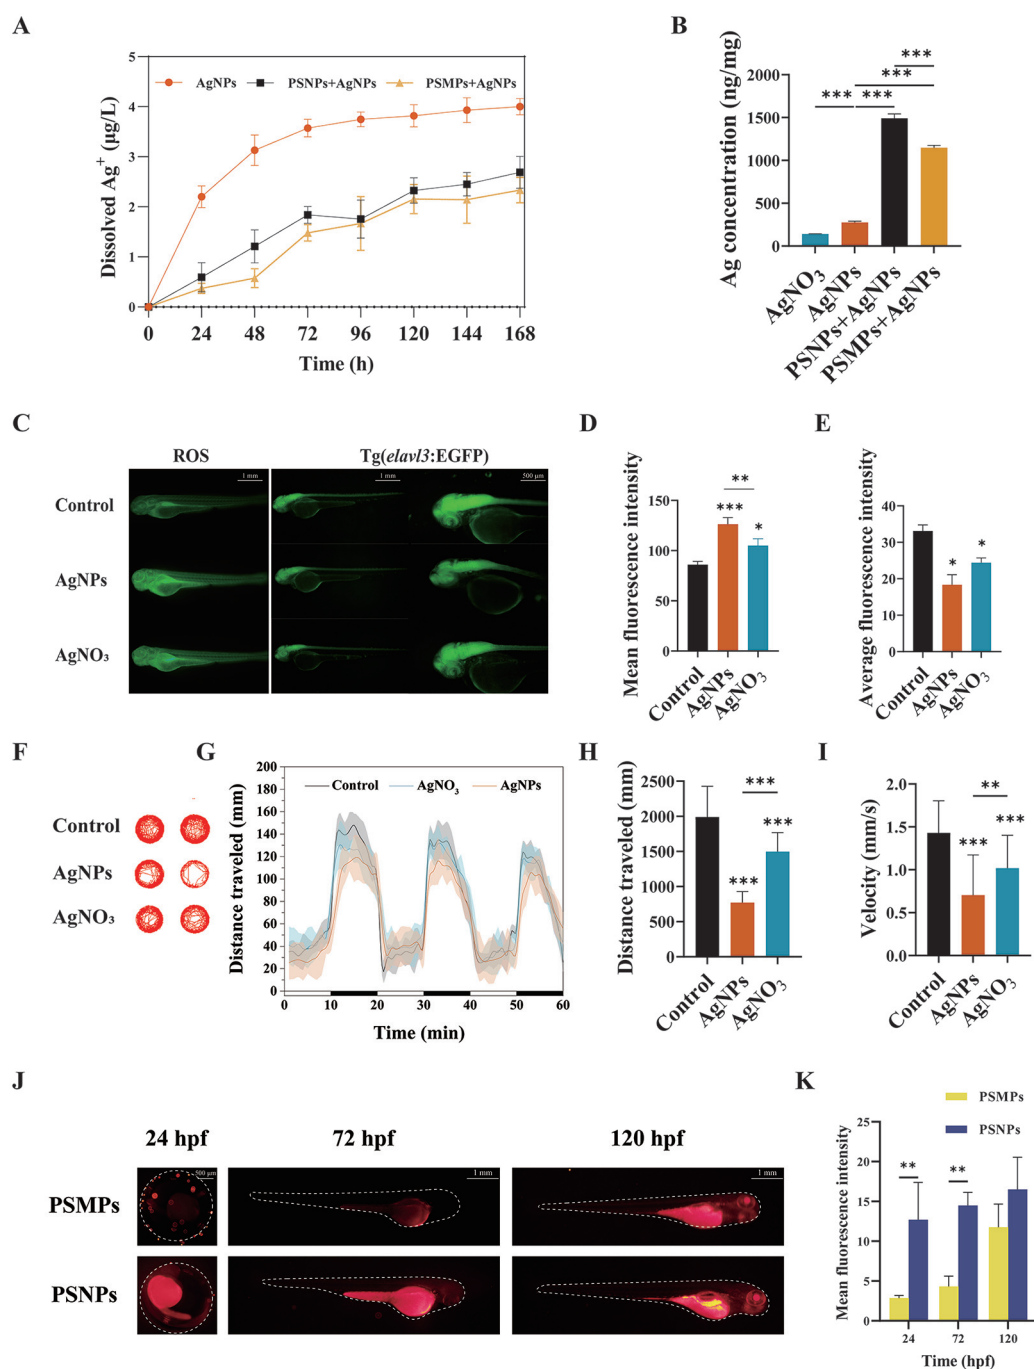 A
AgNPs
PSNPs+AgNPs
PSMPs+AgNPs
Dissolved Ag⁺ (μg/L)
5
4
3
2
1
0
0 24 48 72 96 120 144 168
Time (h)
B
Ag concentration (ng/mg)
2000
1500
1000
500
0
***
***
*** ***
AgNO₃
AgNPs
PSNPs+AgNPs
PSMPs+AgNPs
C
ROS
Tg(elavl3:EGFP)
1 mm
1 mm
500 μm
Control
AgNPs
AgNO₃
D
Mean fluorescence intensity
150
100
50
0
**
***
*
Control
AgNPs
AgNO₃
E
Average fluorescence intensity
40
30
20
10
0
*
*
Control
AgNPs
AgNO₃
F
Control
AgNPs
AgNO₃
G
Distance traveled (mm)
200
180
160
140
120
100
80
60
40
20
0
Control
AgNO₃
AgNPs
0 10 20 30 40 50 60
Time (min)
H
Distance traveled (mm)
2500
2000
1500
1000
500
0
***
***
***
Control
AgNPs
AgNO₃
I
Velocity (mm/s)
2.0
1.5
1.0
0.5
0.0
**
***
***
Control
AgNPs
AgNO₃
J
24 hpf
72 hpf
120 hpf
500 μm
1 mm
1 mm
PSMPs
PSNPs
K
PSMPs
PSNPs
Mean fluorescence intensity
25
20
15
10
5
0
**
**
24 72 120
Time (hpf)